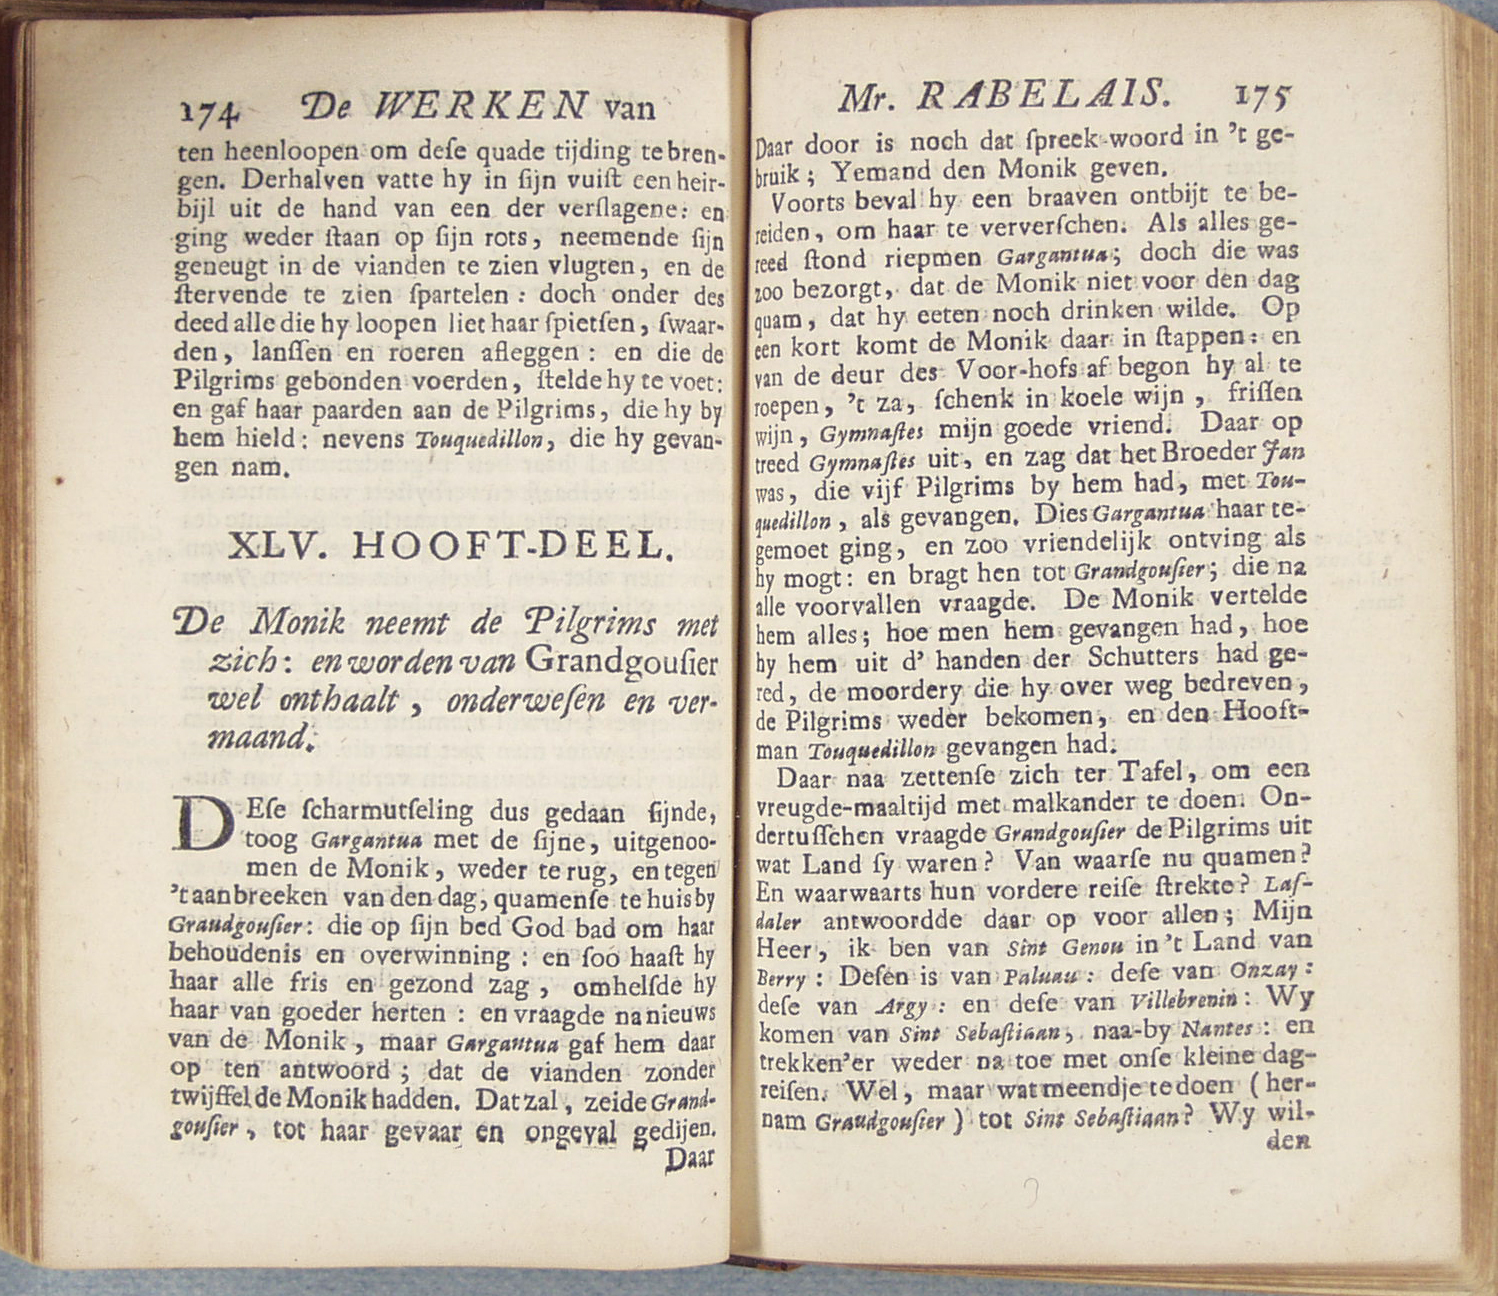 174 De WERKEN van
ten heenloopen om deſe quade tijding te bren-
gen. Derhalven vatte hy in ſijn vuiſt een heir-
bijl uit de hand van een der verſlagene: en
ging weder ſtaan op ſijn rots, neemende ſijn
geneugt in de vianden te zien vlugten, en de
ſtervende te zien ſpartelen: doch onder des
deed alle die hy loopen liet haar ſpietſen, ſwaar-
den, lanſſen en roeren afleggen: en die de
Pilgrims gebonden voerden, ſtelde hy te voet:
en gaf haar paarden aan de Pilgrims, die hy by
hem hield: nevens Touquedillon, die hy gevan-
gen nam.
XLV. HOOFT-DEEL.
De Monik neemt de Pilgrims met
zich: en worden van Grandgouſier
wel onthaalt, onderweſen en ver-
maand.
DEſe ſcharmutſeling dus gedaan ſijnde,
toog Gargantua met de ſijne, uitgenoo-
men de Monik, weder te rug, en tegen
't aanbreeken van den dag, quamenſe te huis by
Graudgouſier: die op ſijn bed God bad om haar
behoudenis en overwinning: en ſoo haaſt hy
haar alle fris en gezond zag, omhelſde hy
haar van goeder herten: en vraagde na nieuws
van de Monik, maar Gargautua gaf hem daar
op ten antwoord; dat de vianden zonder
twijffel de Monik hadden. Dat zal, zeide Grand-
gouſier, tot haar gevaar en ongeval gedijen.
Daar
Mr. RABELAIS. 175
Daar door is noch dat ſpreek-woord in 't ge-
bruik; Yemand den Monik geven.
Voorts beval hy een braaven ontbijt te be-
reiden, om haar te ververſchen. Als alles ge-
reed ſtond riepmen Gargantua; doch die was
zoo bezorgt, dat de Monik niet voor den dag
quam, dat hy eeten noch drinken wilde. Op
een kort komt de Monik daar in ſtappen: en
van de deur des Voor-hofs af begon hy al te
roepen, 't za, ſchenk in koele wijn, friſſen
wijn, Gymnaſtes mijn goede vriend. Daar op
treed Gymnaſtes uit, en zag dat het Broeder Jan
was, die vijf Pilgrims by hem had, met Tou-
quedillon, als gevangen. Dies Gargantua haar te-
gemoet ging, en zoo vriendelijk ontving als
hy mogt: en bragt hen tot Grandgouſier; die na
alle voorvallen vraagde. De Monik vertelde
hem alles; hoe men hem gevangen had, hoe
hy hem uit d' handen der Schutters had ge-
red, de moordery die hy over weg bedreven,
de Pilgrims weder bekomen, en den Hooft-
man Touquedillon gevangen had.
Daar naa zettenſe zich ter Tafel, om een
vreugde-maaltijd met malkander te doen. On-
dertuſſchen vraagde Grandgouſier de Pilgrims uit
wat Land ſy waren? Van waarſe nu quamen?
En waarwaarts hun vordere reiſe ſtrekte? Laſ-
daler antwoordde daar op voor allen; Mijn
Heer, ik ben van Sint Genou in 't Land van
Berry: Deſen is van Paluau: deſe van Onzay:
deſe van Argy: en deſe van Villebrenin: Wy
komen van Sint Sebaſtiaan, naa-by Nantes: en
trekken'er weder na toe met onſe kleine dag-
reiſen. Wel, maar wat meendje te doen (her-
nam Graudgouſier) tot Sint Sebaſtiaan? Wy wil-
den